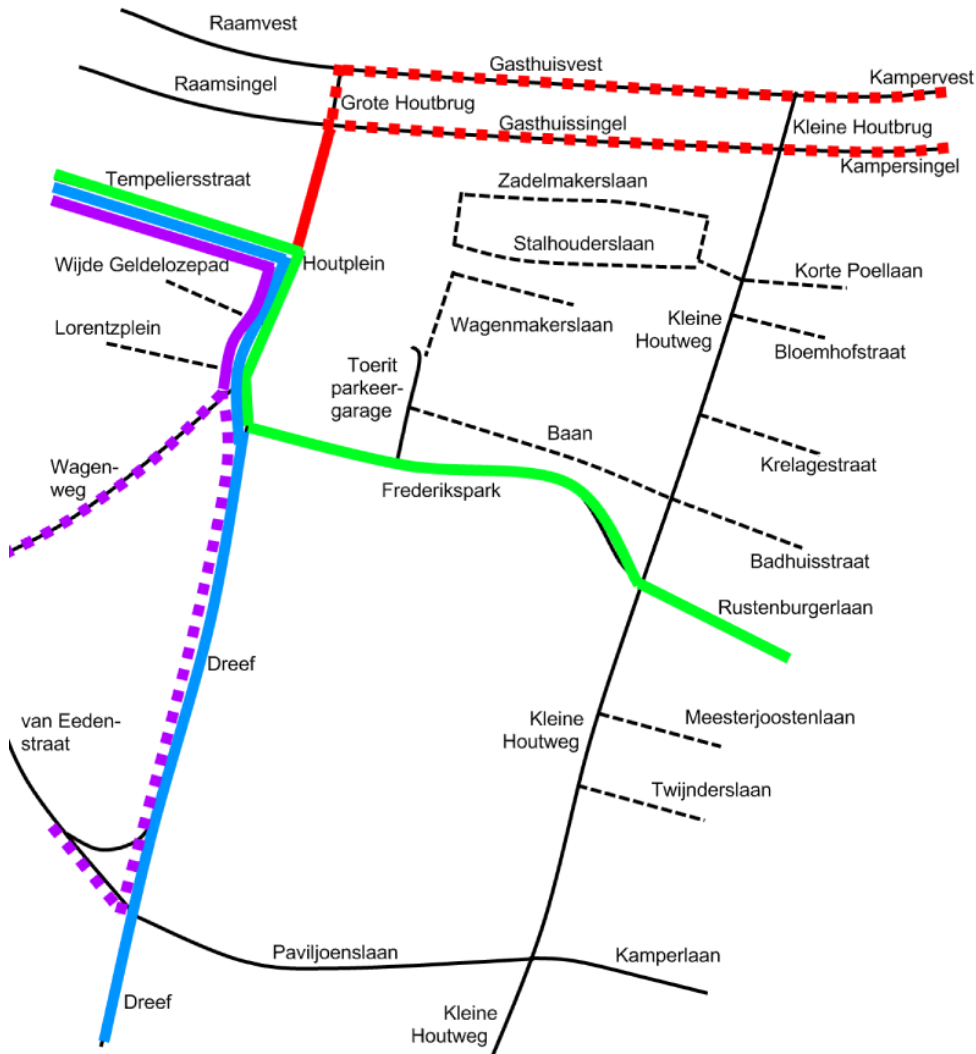 Raamvest
Gasthuisvest
Kampervest
Raamsingel
Grote Houtbrug
Gasthuissingel
Kleine Houtbrug
Kampersingel
Tempeliersstraat
Zadelmakerslaan
Stalhouderslaan
Wijde Geldelozepad
Houtplein
Korte Poellaan
Lorentzplein
Wagenmakerslaan
Kleine
Houtweg
Bloemhofstraat
Toerit
parkeer-
garage
Baan
Krelagestraat
Wagen-
weg
Frederikspark
Badhuisstraat
Rustenburgerlaan
Dreef
van Eeden-
straat
Kleine
Houtweg
Meesterjoostenlaan
Twijnderslaan
Paviljoenslaan
Kamperlaan
Dreef
Kleine
Houtweg